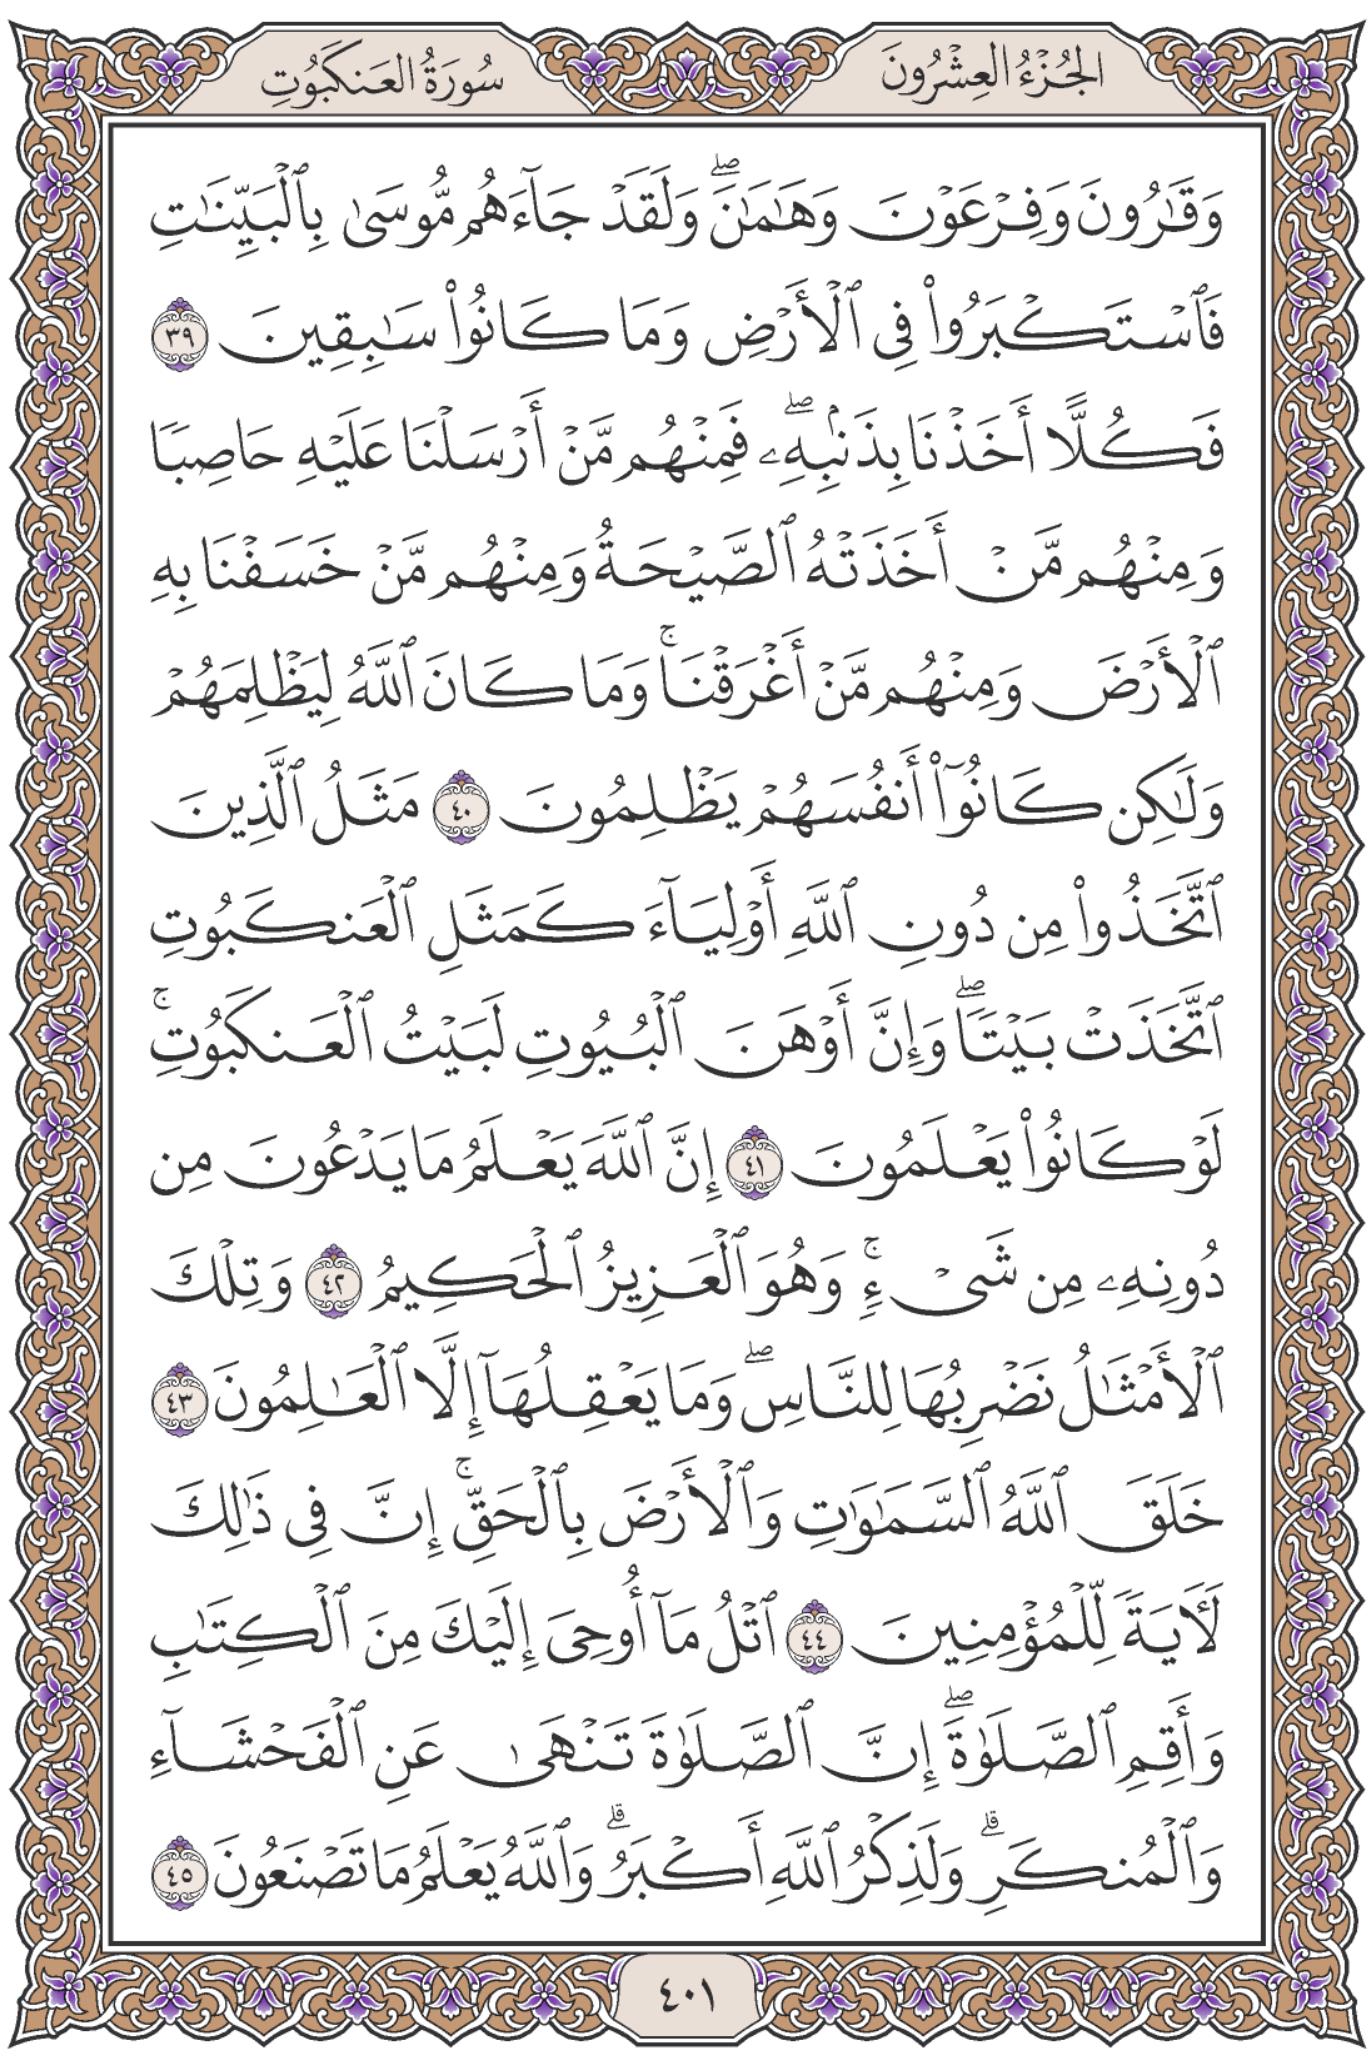 الجُزْءُ العِشْرُونَ
سُورَةُ العَنكَبُوتِ
وَقَٰرُونَ وَفِرْعَوْنَ وَهَٰمَٰنَۖ وَلَقَدْ جَآءَهُم مُّوسَىٰ بِٱلْبَيِّنَٰتِ
فَٱسْتَكْبَرُوا۟ فِى ٱلْأَرْضِ وَمَا كَانُوا۟ سَٰبِقِينَ ٣٩
فَكُلًّا أَخَذْنَا بِذَنۢبِهِۦۖ فَمِنْهُم مَّنْ أَرْسَلْنَا عَلَيْهِ حَاصِبًا
وَمِنْهُم مَّنْ أَخَذَتْهُ ٱلصَّيْحَةُ وَمِنْهُم مَّنْ خَسَفْنَا بِهِ
ٱلْأَرْضَ وَمِنْهُم مَّنْ أَغْرَقْنَاۚ وَمَا كَانَ ٱللَّهُ لِيَظْلِمَهُمْ
وَلَٰكِن كَانُوٓا۟ أَنفُسَهُمْ يَظْلِمُونَ ٤٠ مَثَلُ ٱلَّذِينَ
ٱتَّخَذُوا۟ مِن دُونِ ٱللَّهِ أَوْلِيَآءَ كَمَثَلِ ٱلْعَنكَبُوتِ
ٱتَّخَذَتْ بَيْتًاۖ وَإِنَّ أَوْهَنَ ٱلْبُيُوتِ لَبَيْتُ ٱلْعَنكَبُوتِۚ
لَوْ كَانُوا۟ يَعْلَمُونَ ٤١ إِنَّ ٱللَّهَ يَعْلَمُ مَا يَدْعُونَ مِن
دُونِهِۦ مِن شَىْءٍۚ وَهُوَ ٱلْعَزِيزُ ٱلْحَكِيمُ ٤٢ وَتِلْكَ
ٱلْأَمْثَٰلُ نَضْرِبُهَا لِلنَّاسِۖ وَمَا يَعْقِلُهَآ إِلَّا ٱلْعَٰلِمُونَ ٤٣
خَلَقَ ٱللَّهُ ٱلسَّمَٰوَٰتِ وَٱلْأَرْضَ بِٱلْحَقِّۚ إِنَّ فِى ذَٰلِكَ
لَءَايَةً لِّلْمُؤْمِنِينَ ٤٤ ٱتْلُ مَآ أُوحِىَ إِلَيْكَ مِنَ ٱلْكِتَٰبِ
وَأَقِمِ ٱلصَّلَوٰةَۖ إِنَّ ٱلصَّلَوٰةَ تَنْهَىٰ عَنِ ٱلْفَحْشَآءِ
وَٱلْمُنكَرِۗ وَلَذِكْرُ ٱللَّهِ أَكْبَرُۗ وَٱللَّهُ يَعْلَمُ مَا تَصْنَعُونَ ٤٥
٤٠١